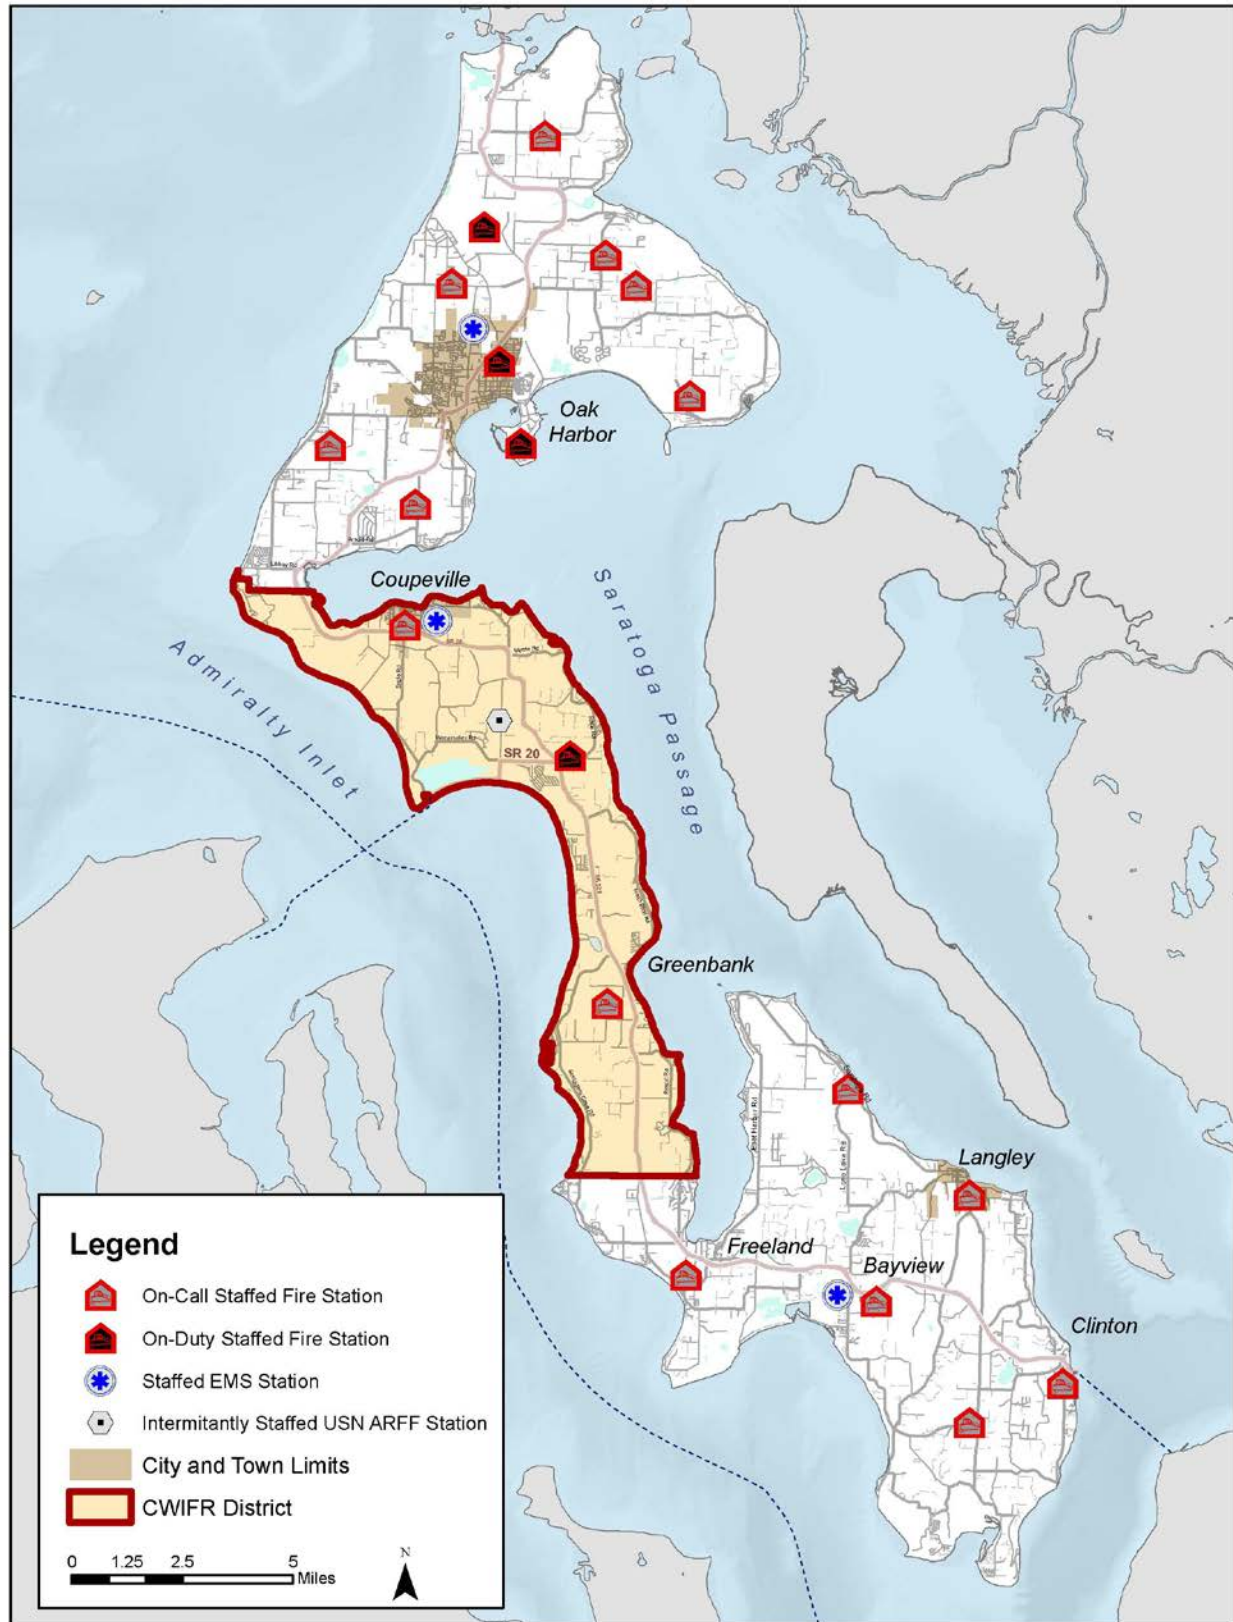 Oak
Harbor
Coupeville
Saratoga Passage
Admiralty Inlet
SR 20
Greenbank
Langley
Freeland
Bayview
Clinton
Legend
On-Call Staffed Fire Station
On-Duty Staffed Fire Station
Staffed EMS Station
Intermitantly Staffed USN ARFF Station
City and Town Limits
CWIFR District
N
0 1.25 2.5 5
Miles